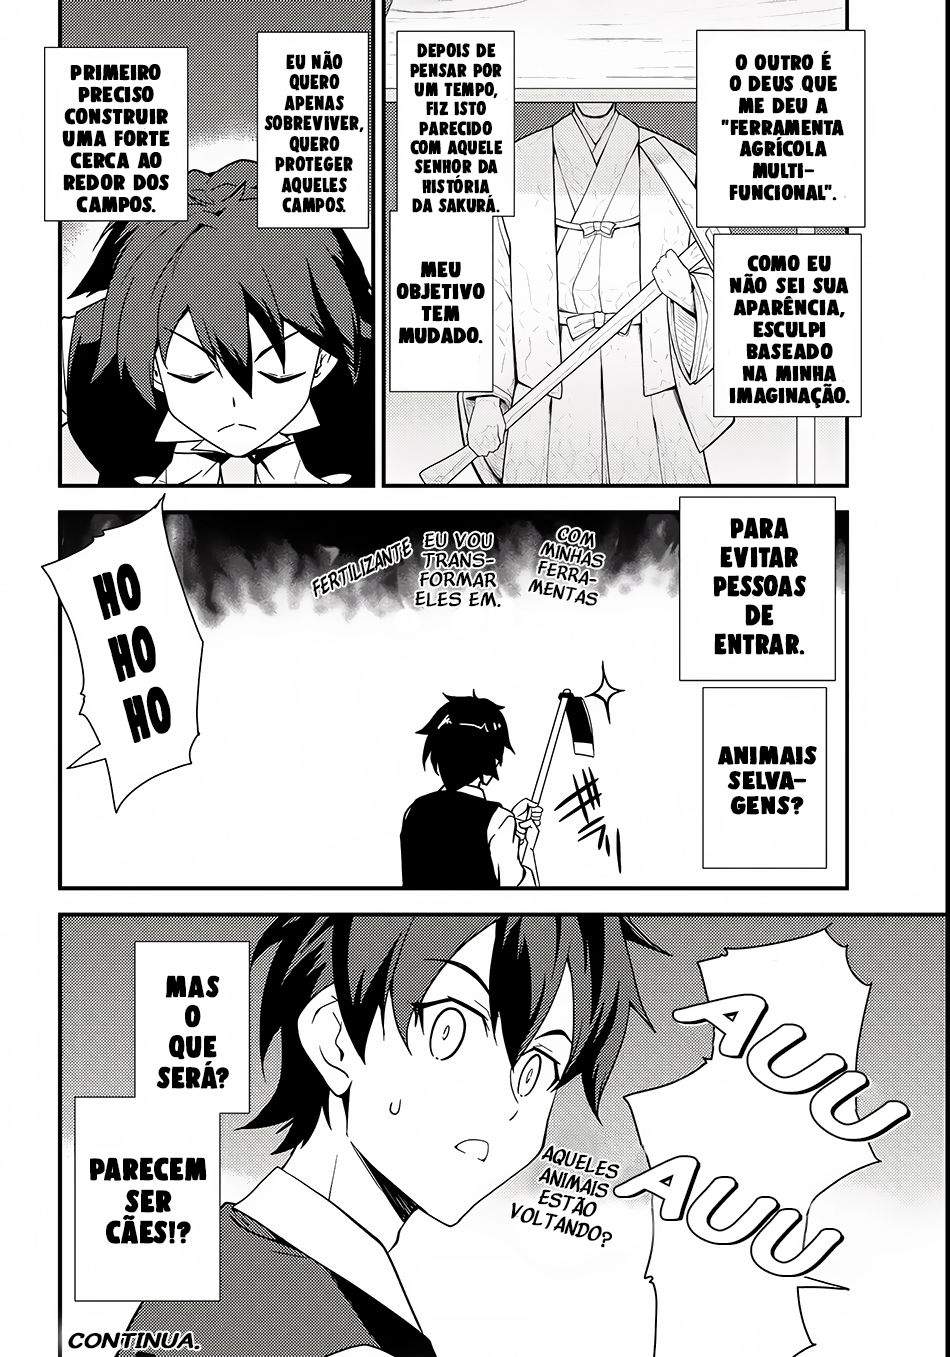 O OUTRO É
O DEUS QUE
ME DEU A
"FERRAMENTA
AGRÍCOLA
MULTI-
FUNCIONAL".
COMO EU
NÃO SEI SUA
APARÊNCIA,
ESCULPI
BASEADO
NA MINHA
IMAGINAÇÃO.
DEPOIS DE
PENSAR POR
UM TEMPO,
FIZ ISTO
PARECIDO
COM AQUELE
SENHOR DA
HISTÓRIA
DA SAKURÁ.
MEU
OBJETIVO
TEM
MUDADO.
EU NÃO
QUERO
APENAS
SOBREVIVER,
QUERO
PROTEGER
AQUELES
CAMPOS.
PRIMEIRO
PRECISO
CONSTRUIR
UMA FORTE
CERCA AO
REDOR DOS
CAMPOS.
PARA
EVITAR
PESSOAS
DE
ENTRAR.
ANIMAIS
SELVA-
GENS?
COM
MINHAS
FERRA-
MENTAS
EU VOU
TRANS-
FORMAR
ELES EM.
FERTILIZANTE
HO
HO
HO
AUU
AUU
AQUELES
ANIMAIS
ESTÃO
VOLTANDO?
MAS
O
QUE
SERÁ?
PARECEM
SER
CÃES!?
CONTINUA.